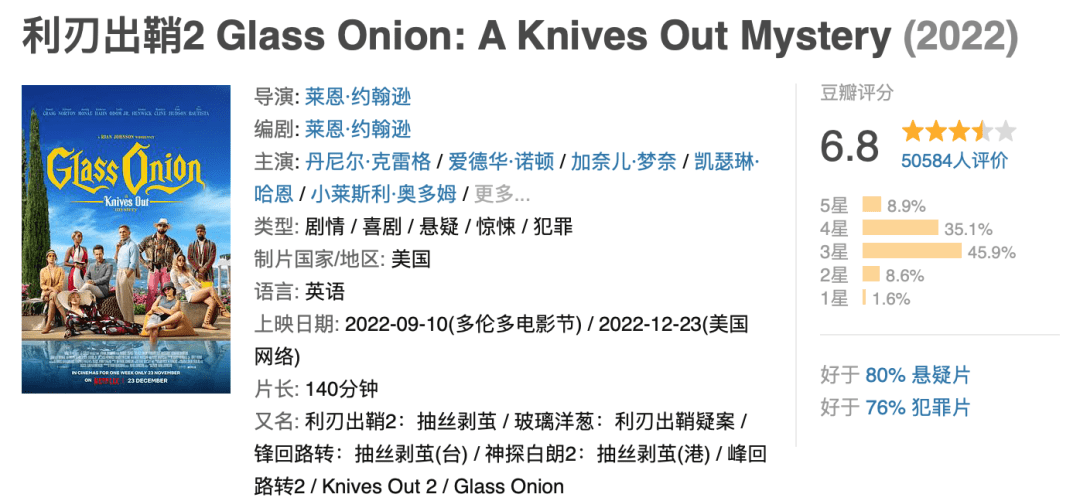 利刃出鞘2 Glass Onion: A Knives Out Mystery (2022)
A RIAN JOHNSON WHODUNNIT
Glass Onion
A
Knives Out
MYSTERY
IN CINEMAS FOR ONE WEEK ONLY 23 NOVEMBER
ON NETFLIX 23 DECEMBER
导演: 莱恩·约翰逊
编剧: 莱恩·约翰逊
主演: 丹尼尔·克雷格 / 爱德华·诺顿 / 加奈儿·梦奈 / 凯瑟琳·
哈恩 / 小莱斯利·奥多姆 / 更多...
类型: 剧情 / 喜剧 / 悬疑 / 惊悚 / 犯罪
制片国家/地区: 美国
语言: 英语
上映日期: 2022-09-10(多伦多电影节) / 2022-12-23(美国
网络)
片长: 140分钟
又名: 利刃出鞘2：抽丝剥茧 / 玻璃洋葱：利刃出鞘疑案 /
锋回路转：抽丝剥茧(台) / 神探白朗2：抽丝剥茧(港) / 峰回
路转2 / Knives Out 2 / Glass Onion
豆瓣评分
6.8
50584人评价
5星 8.9%
4星 35.1%
3星 45.9%
2星 8.6%
1星 1.6%
好于 80% 悬疑片
好于 76% 犯罪片